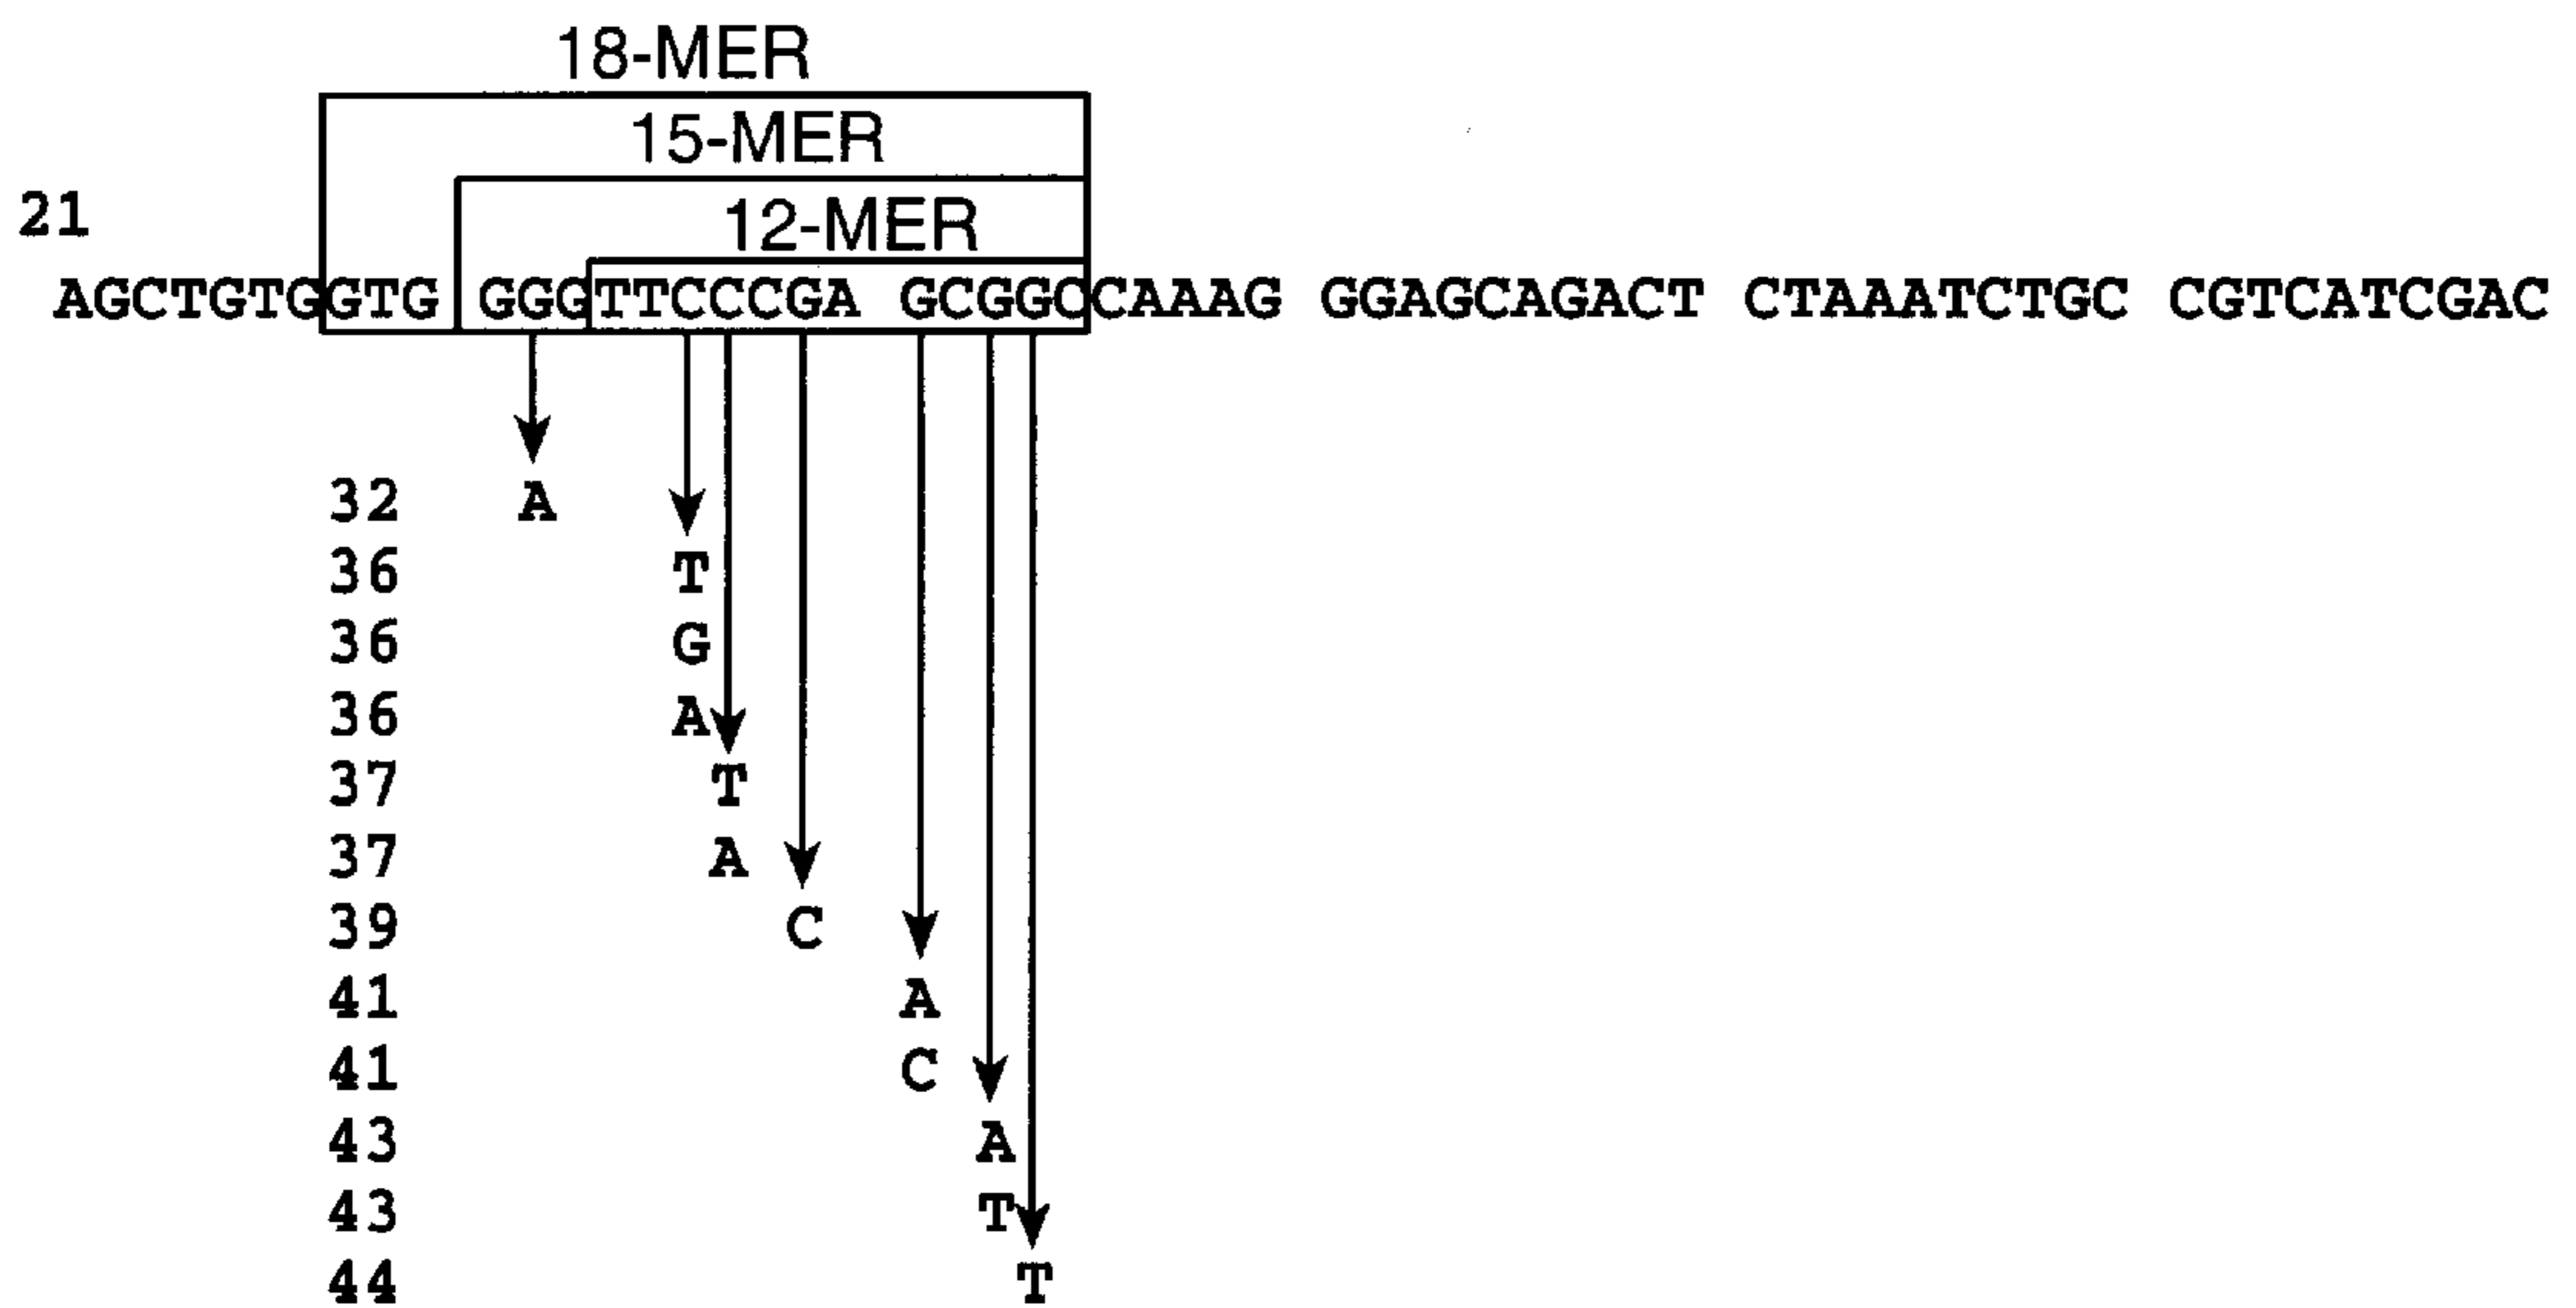 18-MER
15-MER
21
12-MER
AGCTGTGGTG GGGTTCCCGA GCGGCCAAAG GGAGCAGACT CTAAATCTGC CGTCATCGAC
32 A
36 T
36 G
36 A
37 T
37 A
39 C
41 A
41 C
43 A
43 T
44 T